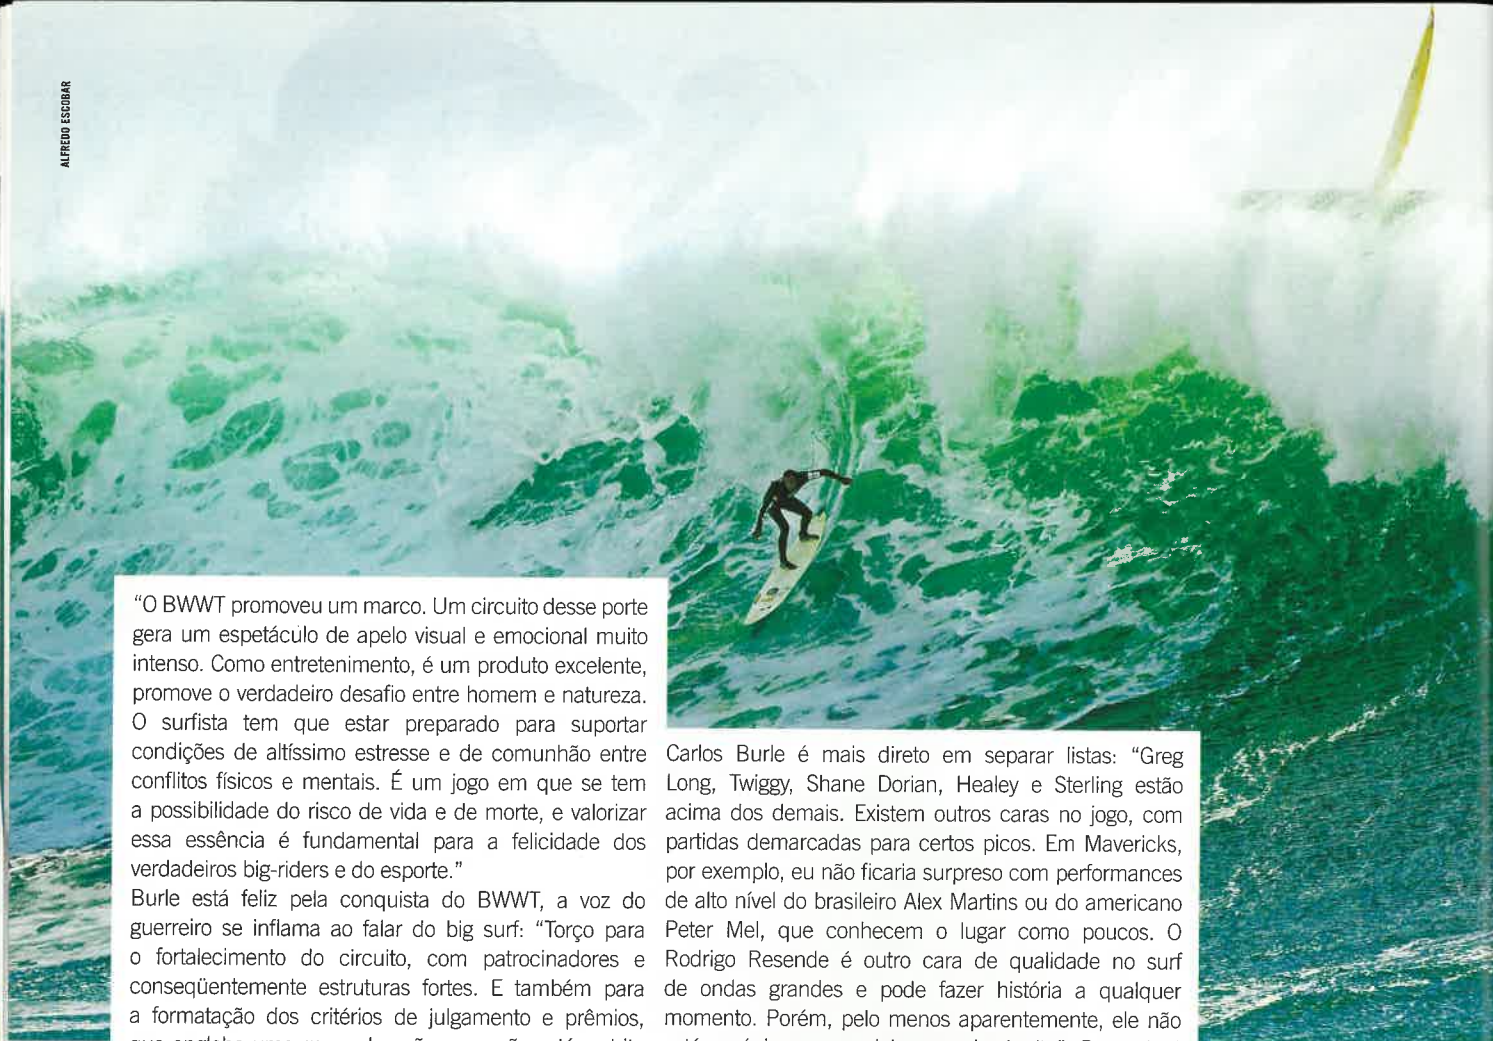 ALFREDO ESCOBAR
“O BWWT promoveu um marco. Um circuito desse porte
gera um espetáculo de apelo visual e emocional muito
intenso. Como entretenimento, é um produto excelente,
promove o verdadeiro desafio entre homem e natureza.
O surfista tem que estar preparado para suportar
condições de altíssimo estresse e de comunhão entre
conflitos físicos e mentais. É um jogo em que se tem
a possibilidade do risco de vida e de morte, e valorizar
essa essência é fundamental para a felicidade dos
verdadeiros big-riders e do esporte.”
Burle está feliz pela conquista do BWWT, a voz do
guerreiro se inflama ao falar do big surf: “Torço para
o fortalecimento do circuito, com patrocinadores e
conseqüentemente estruturas fortes. E também para
a formatação dos critérios de julgamento e prêmios,
Carlos Burle é mais direto em separar listas: “Greg
Long, Twiggy, Shane Dorian, Healey e Sterling estão
acima dos demais. Existem outros caras no jogo, com
partidas demarcadas para certos picos. Em Mavericks,
por exemplo, eu não ficaria surpreso com performances
de alto nível do brasileiro Alex Martins ou do americano
Peter Mel, que conhecem o lugar como poucos. O
Rodrigo Resende é outro cara de qualidade no surf
de ondas grandes e pode fazer história a qualquer
momento. Porém, pelo menos aparentemente, ele não